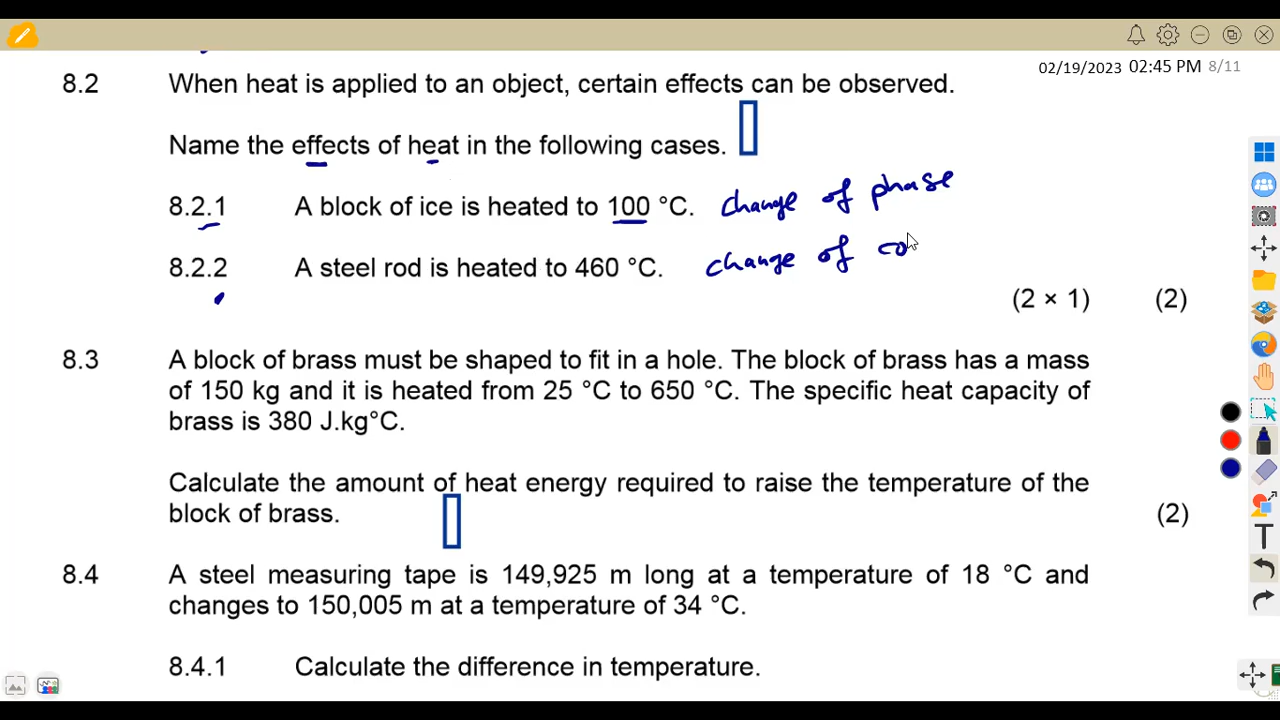 02/19/2023 02:45 PM 8/11
8.2 When heat is applied to an object, certain effects can be observed.
Name the effects of heat in the following cases.
8.2.1 A block of ice is heated to 100 °C. change of phase
8.2.2 A steel rod is heated to 460 °C. change of co
(2 × 1) (2)
8.3 A block of brass must be shaped to fit in a hole. The block of brass has a mass
of 150 kg and it is heated from 25 °C to 650 °C. The specific heat capacity of
brass is 380 J.kg°C.
Calculate the amount of heat energy required to raise the temperature of the
block of brass. (2)
8.4 A steel measuring tape is 149,925 m long at a temperature of 18 °C and
changes to 150,005 m at a temperature of 34 °C.
8.4.1 Calculate the difference in temperature.